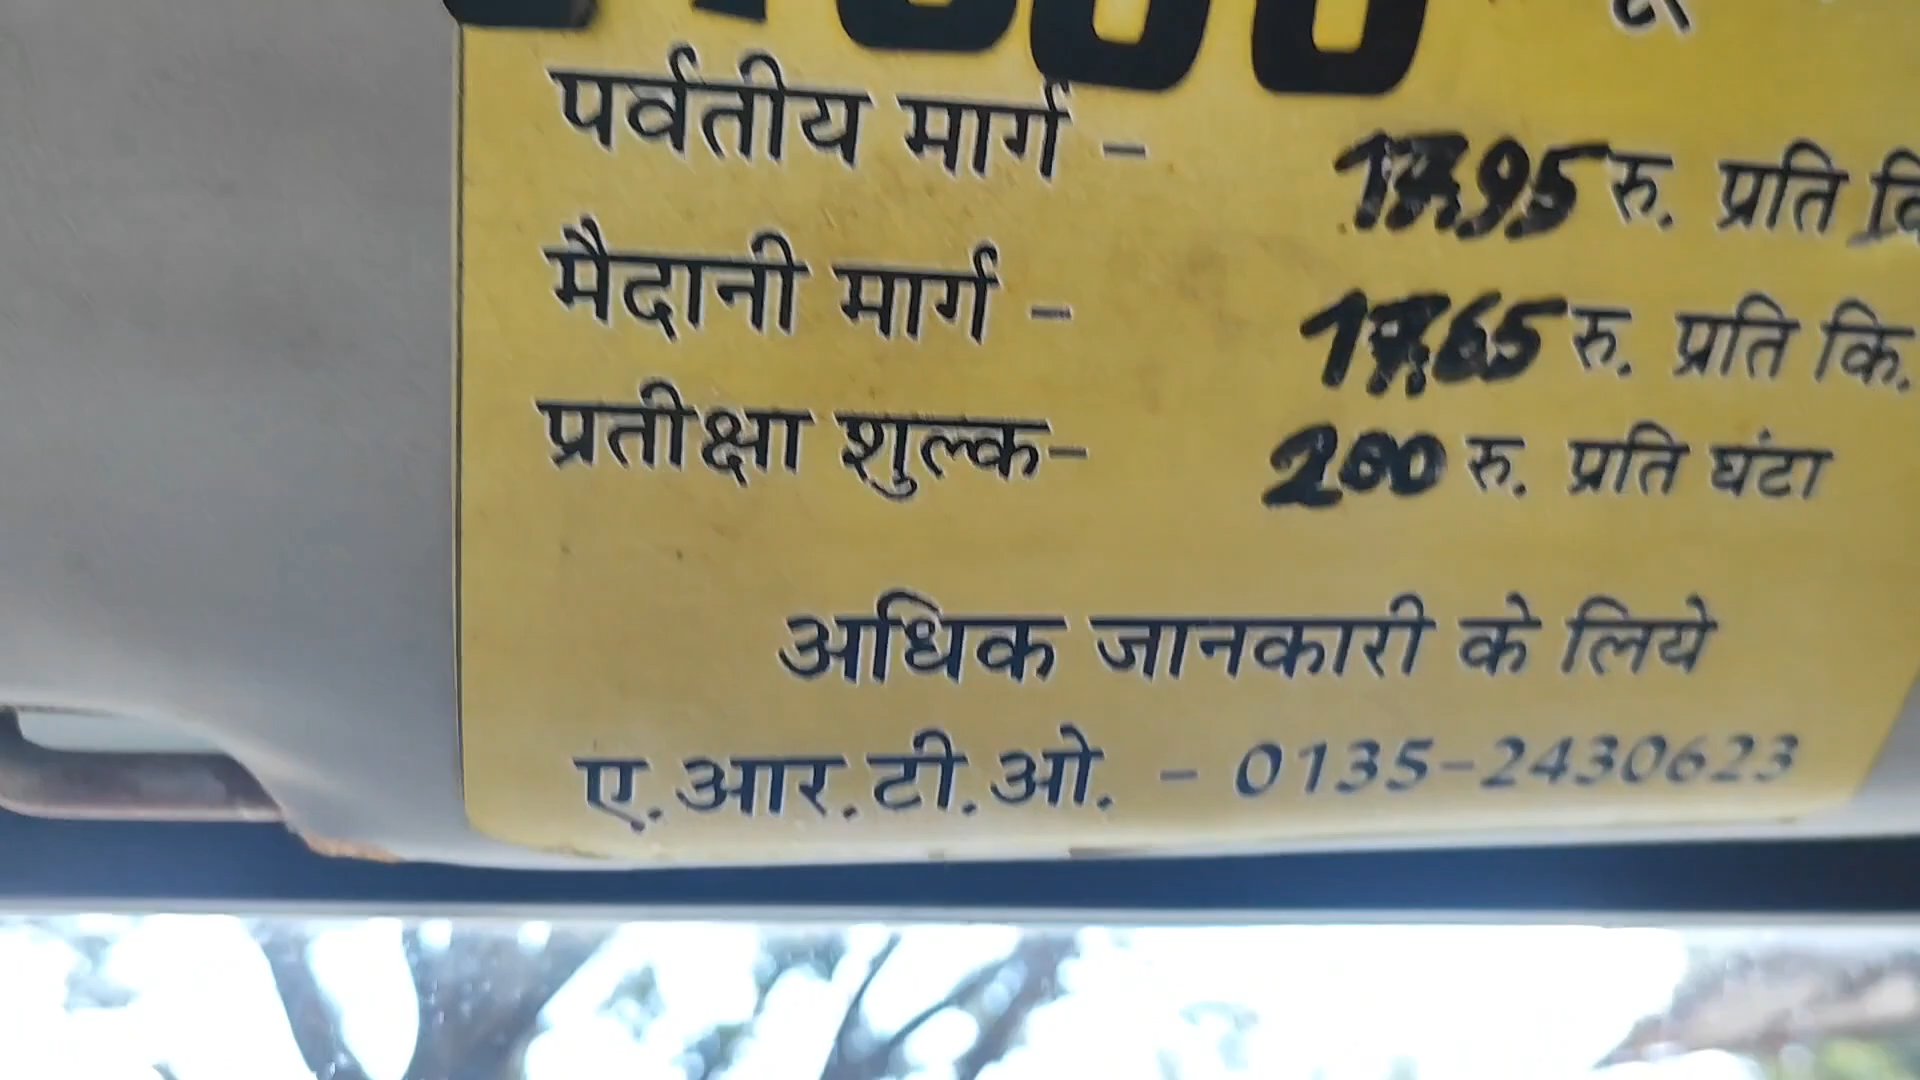 पर्वतीय मार्ग - रु. प्रति
मैदानी मार्ग - रु. प्रति कि.
प्रतीक्षा शुल्क- 200 रु. प्रति घंटा
अधिक जानकारी के लिये
ए.आर.टी.ओ. - 0135-2430623